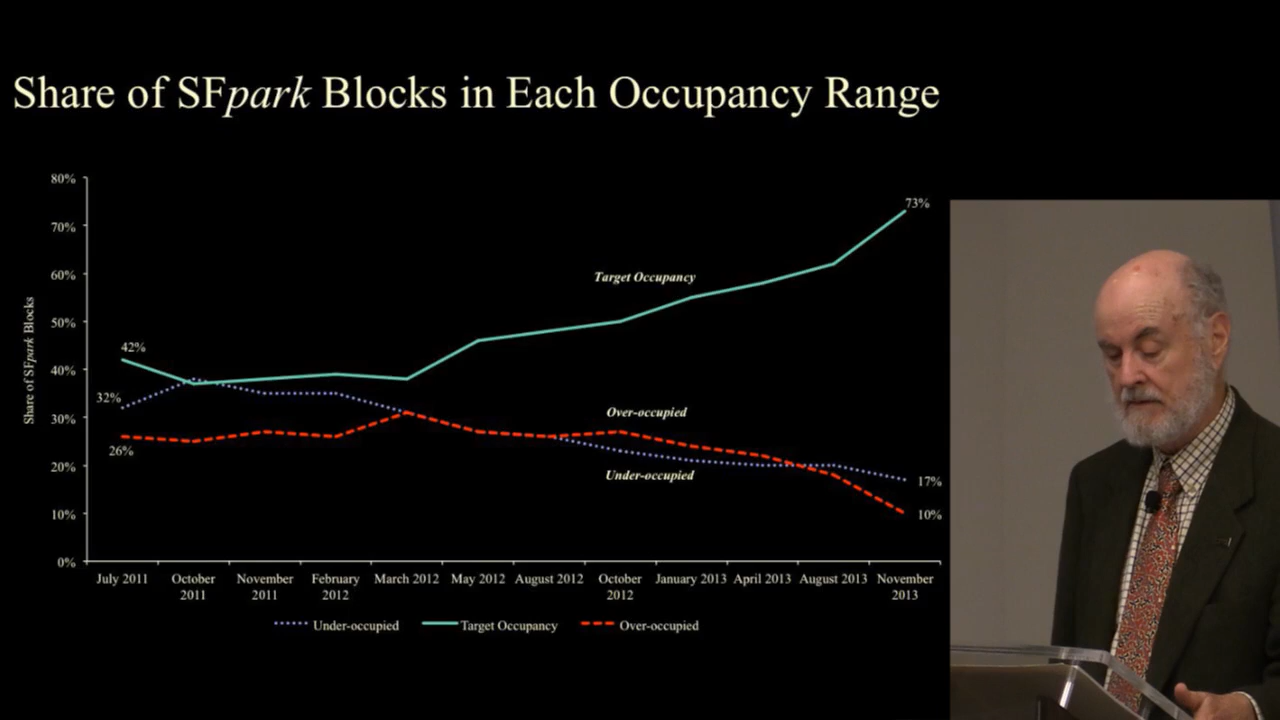 Share of SFpark Blocks in Each Occupancy Range
80%
70%
60%
50%
40%
30%
20%
10%
0%
Share of SFpark Blocks
42%
32%
26%
73%
17%
10%
Target Occupancy
Over-occupied
Under-occupied
July 2011
October
2011
November
2011
February
2012
March 2012
May 2012
August 2012
October
2012
January 2013
April 2013
August 2013
November
2013
Under-occupied
Target Occupancy
Over-occupied